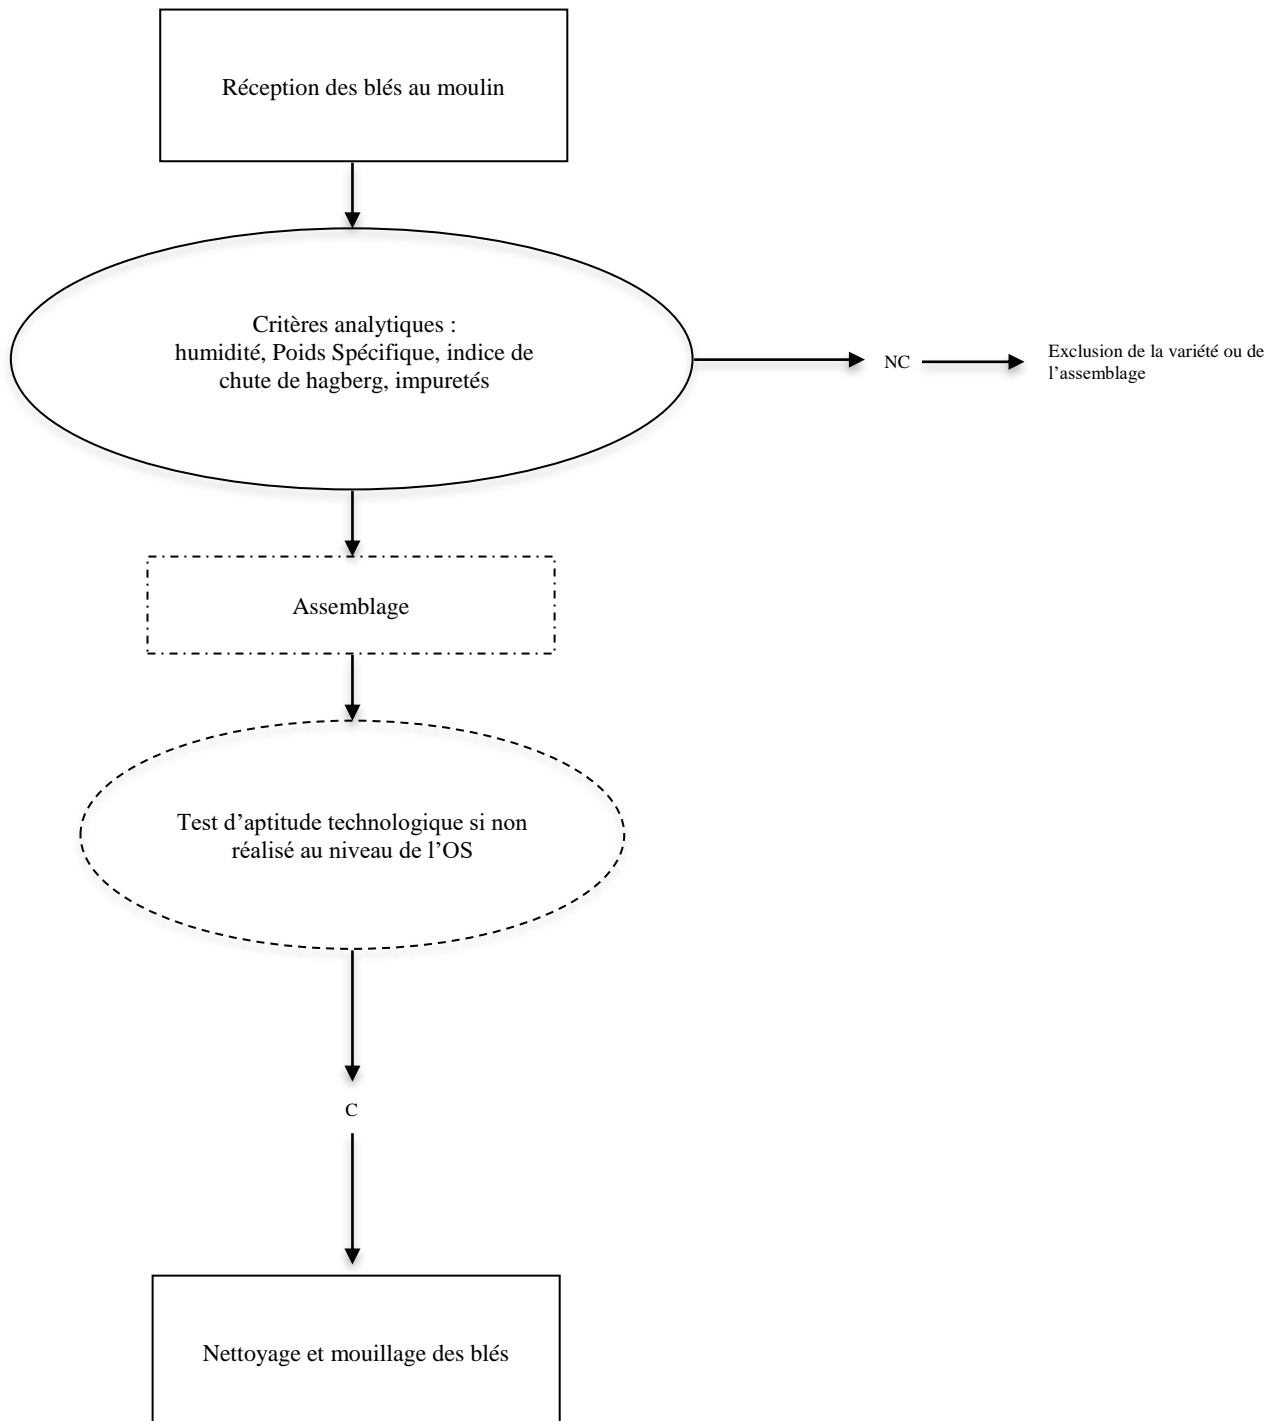 Réception des blés au moulin
Critères analytiques :
humidité, Poids Spécifique, indice de
chute de hagberg, impuretés
NC
Exclusion de la variété ou de
l’assemblage
Assemblage
Test d’aptitude technologique si non
réalisé au niveau de l’OS
C
Nettoyage et mouillage des blés